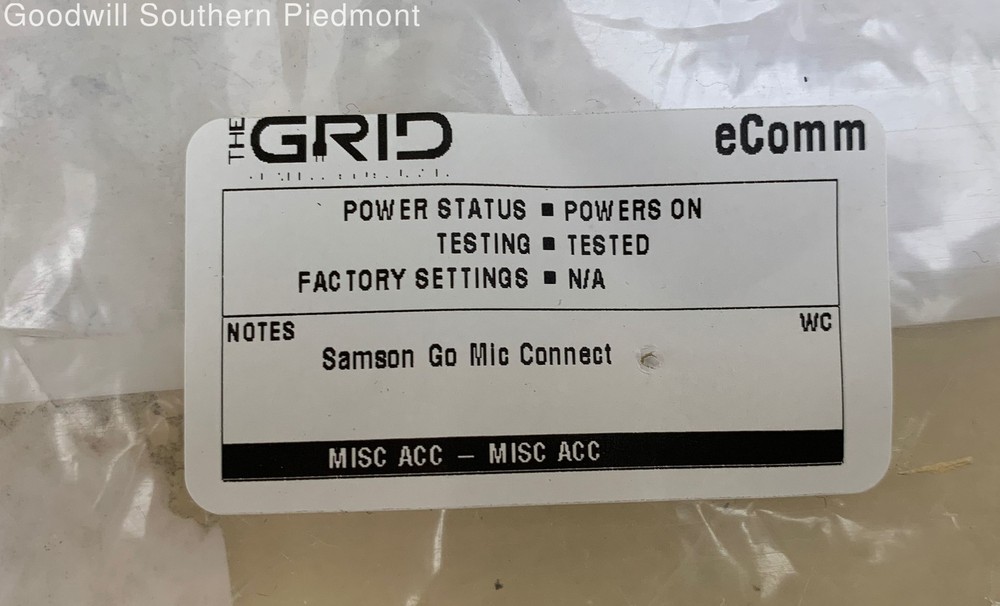 Goodwill Southern Piedmont
THE GRID
eComm
POWER STATUS ▪ POWERS ON
TESTING ▪ TESTED
FACTORY SETTINGS ▪ N/A
NOTES
WC
Samson Go Mic Connect
MISC ACC – MISC ACC